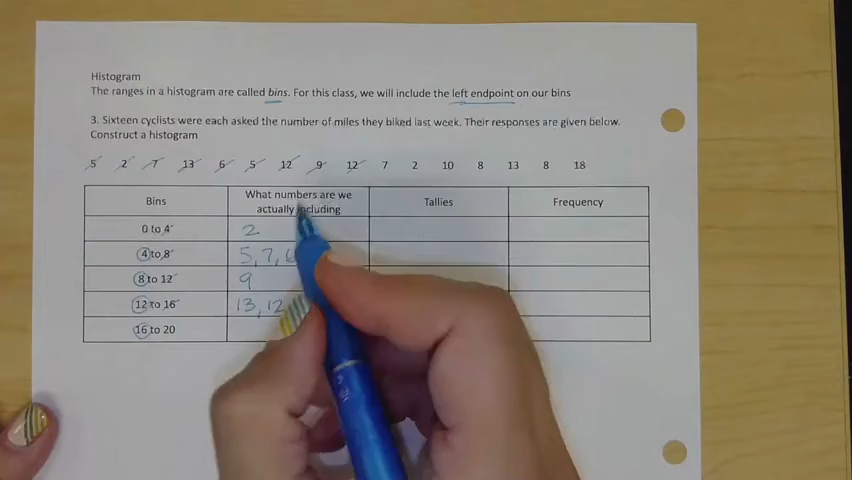 Histogram
The ranges in a histogram are called bins. For this class, we will include the left endpoint on our bins
3. Sixteen cyclists were each asked the number of miles they biked last week. Their responses are given below.
Construct a histogram
5 2 7 13 6 5 12 9 12 7 2 10 8 13 8 18
Bins What numbers are we actually including Tallies Frequency
0 to 4 2
4 to 8 5, 7, 6
8 to 12 9
12 to 16 13, 12
16 to 20